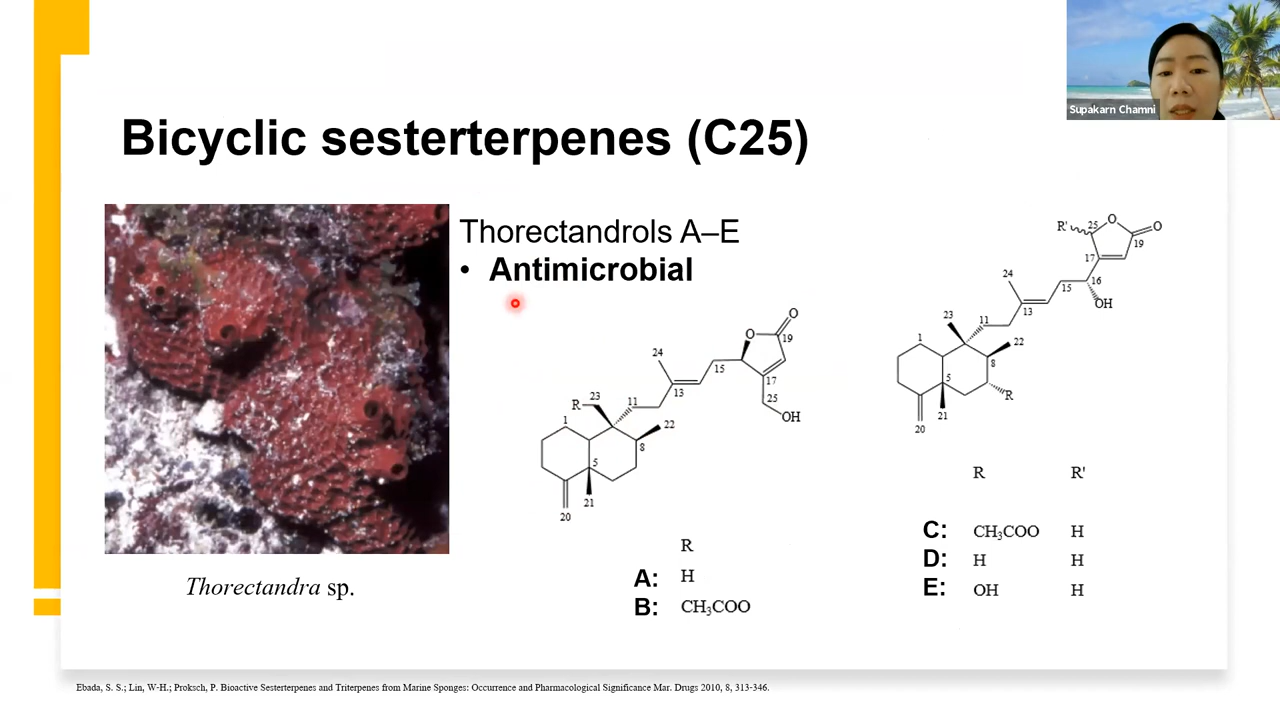 Supakarn Chamni
Bicyclic sesterterpenes (C25)
Thorectandrols A–E
• Antimicrobial
Thorectandra sp.
O
O
19
24
15
17
13
25
OH
R
23
11
1
22
8
5
21
20
R
A: H
B: CH₃COO
R'
25
O
O
19
17
24
16
15
OH
13
23
11
1
22
8
5
R
21
20
R R'
C: CH₃COO H
D: H H
E: OH H
Ebada, S. S.; Lin, W-H.; Proksch, P. Bioactive Sesterterpenes and Triterpenes from Marine Sponges: Occurrence and Pharmacological Significance Mar. Drugs 2010, 8, 313-346.